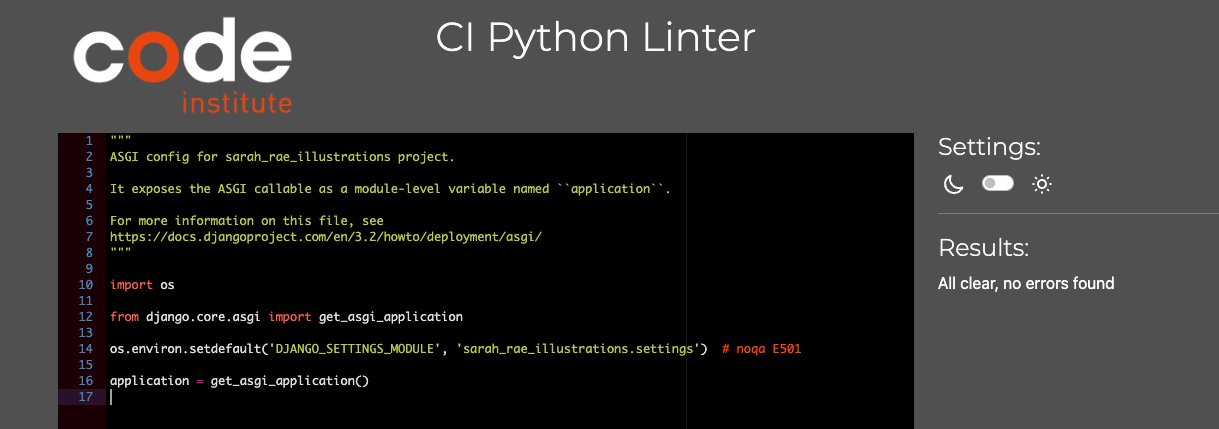 code
institute
CI Python Linter
1 """
2 ASGI config for sarah_rae_illustrations project.
3
4 It exposes the ASGI callable as a module-level variable named ``application``.
5
6 For more information on this file, see
7 https://docs.djangoproject.com/en/3.2/howto/deployment/asgi/
8 """
9
10 import os
11
12 from django.core.asgi import get_asgi_application
13
14 os.environ.setdefault('DJANGO_SETTINGS_MODULE', 'sarah_rae_illustrations.settings')  # noqa E501
15
16 application = get_asgi_application()
17
Settings:
Results:
All clear, no errors found